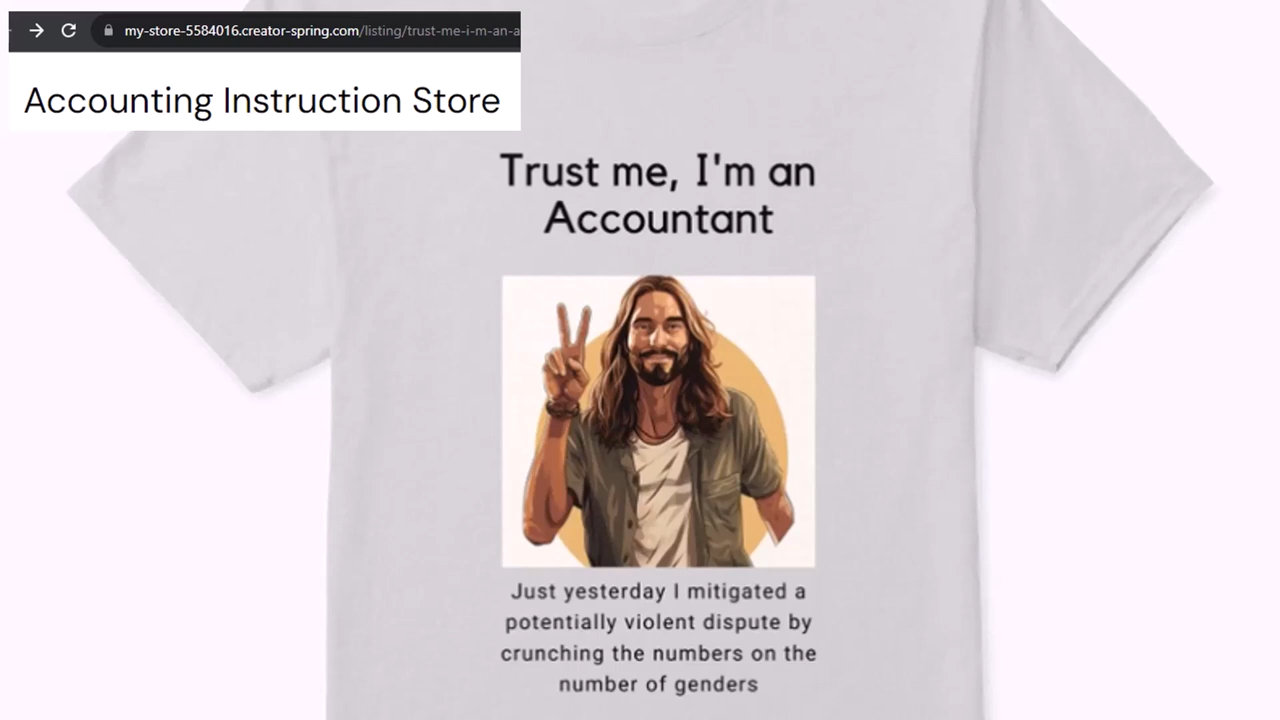 my-store-5584016.creator-spring.com/listing/trust-me-i-m-an-a
Accounting Instruction Store
Trust me, I'm an
Accountant
Just yesterday I mitigated a
potentially violent dispute by
crunching the numbers on the
number of genders